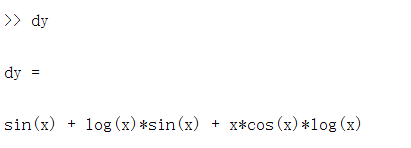 >> dy
dy =
sin(x) + log(x)*sin(x) + x*cos(x)*log(x)